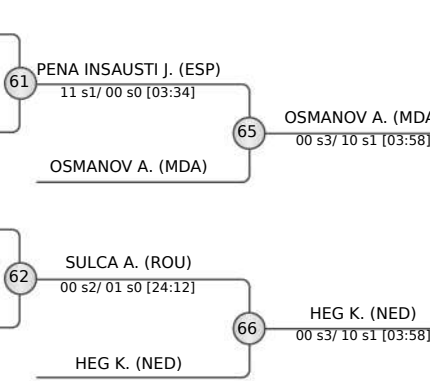 61
PENA INSAUSTI J. (ESP)
11 s1/ 00 s0 [03:34]
65
OSMANOV A. (MDA
00 s3/ 10 s1 [03:58]
OSMANOV A. (MDA)
62
SULCA A. (ROU)
00 s2/ 01 s0 [24:12]
66
HEG K. (NED)
00 s3/ 10 s1 [03:58]
HEG K. (NED)